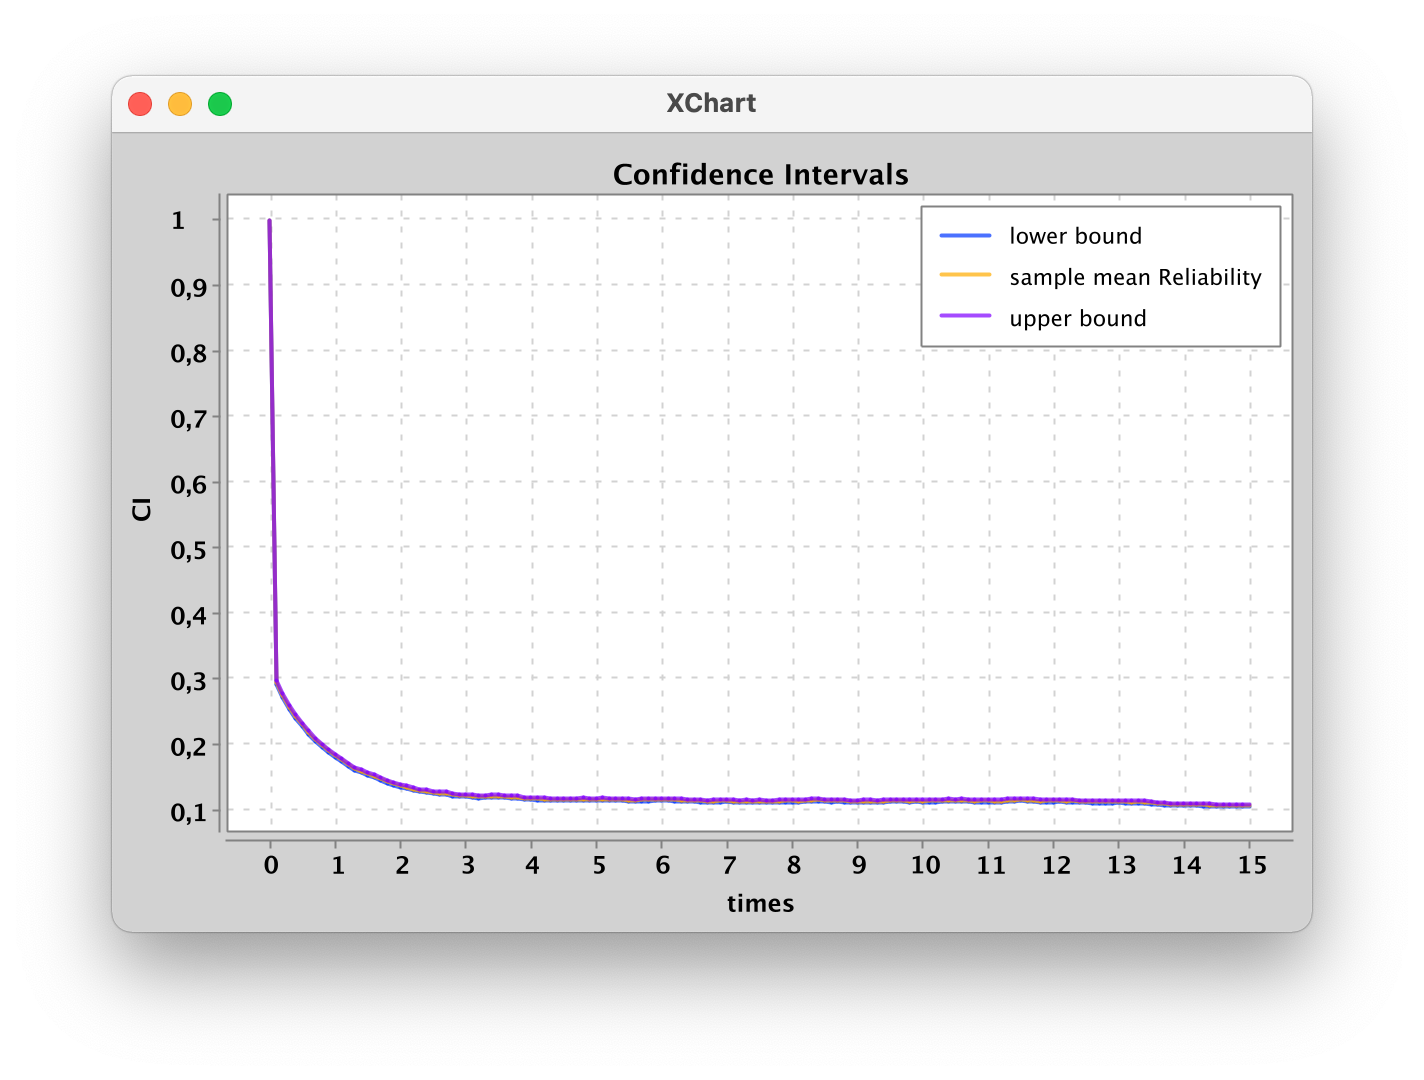 XChart
Confidence Intervals
lower bound
sample mean Reliability
upper bound
1
0,9
0,8
0,7
0,6
0,5
0,4
0,3
0,2
0,1
CI
0 1 2 3 4 5 6 7 8 9 10 11 12 13 14 15
times